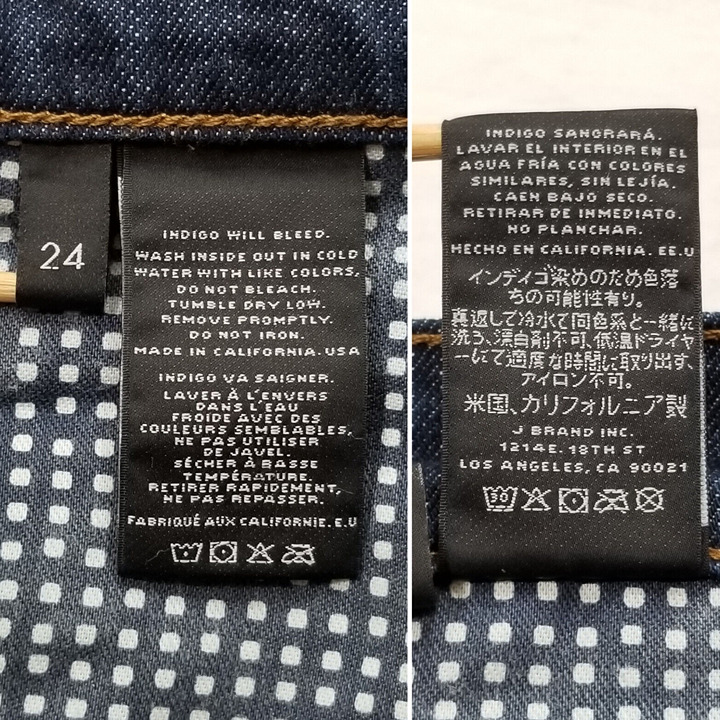 24
INDIGO WILL BLEED.
WASH INSIDE OUT IN COLD
WATER WITH LIKE COLORS,
DO NOT BLEACH.
TUMBLE DRY LOW.
REMOVE PROMPTLY.
DO NOT IRON.
MADE IN CALIFORNIA. USA
INDIGO VA SAIGNER.
LAVER À L'ENVERS
DANS L'EAU
FROIDE AVEC DES
COULEURS SEMBLABLES,
NE PAS UTILISER
DE JAVEL.
SÉCHER À BASSE
TEMPÉRATURE.
RETIRER RAPIDEMENT,
NE PAS REPASSER.
FABRIQUÉ AUX CALIFORNIE. E.U
INDIGO SANGRARÁ.
LAVAR EL INTERIOR EN EL
AGUA FRÍA CON COLORES
SIMILARES, SIN LEJÍA.
CAEN BAJO SECO.
RETIRAR DE INMEDIATO.
NO PLANCHAR.
HECHO EN CALIFORNIA. EE.U
インディゴ染めのため色落
ちの可能性有り。
真返して冷水て同色系と一緒に
洗う、漂白剤不可、低温ドライヤ
ーにて適度な時間に取り出す、
アイロン不可。
米国、カリフォルニア製
J BRAND INC.
1214E. 18TH ST
LOS ANGELES, CA 90021